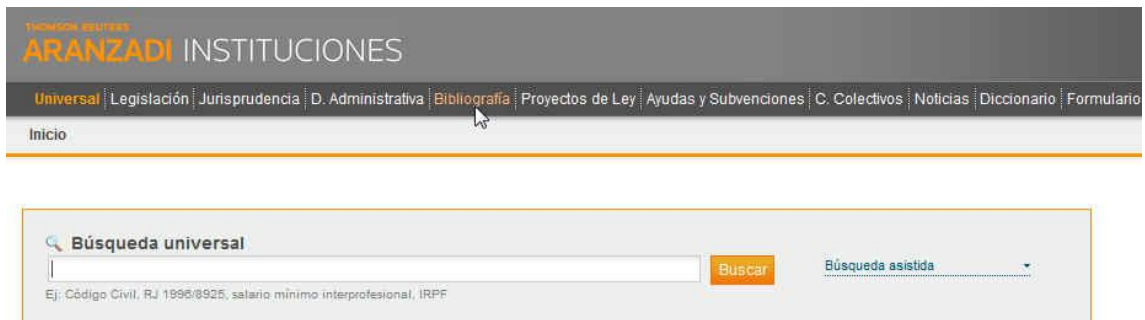 THOMSON REUTERS
ARANZADI INSTITUCIONES
Universal Legislación Jurisprudencia D. Administrativa Bibliografía Proyectos de Ley Ayudas y Subvenciones C. Colectivos Noticias Diccionario Formulario
Inicio
Búsqueda universal
Buscar Búsqueda asistida
Ej: Código Civil, RJ 1996/8925, salario mínimo interprofesional, IRPF